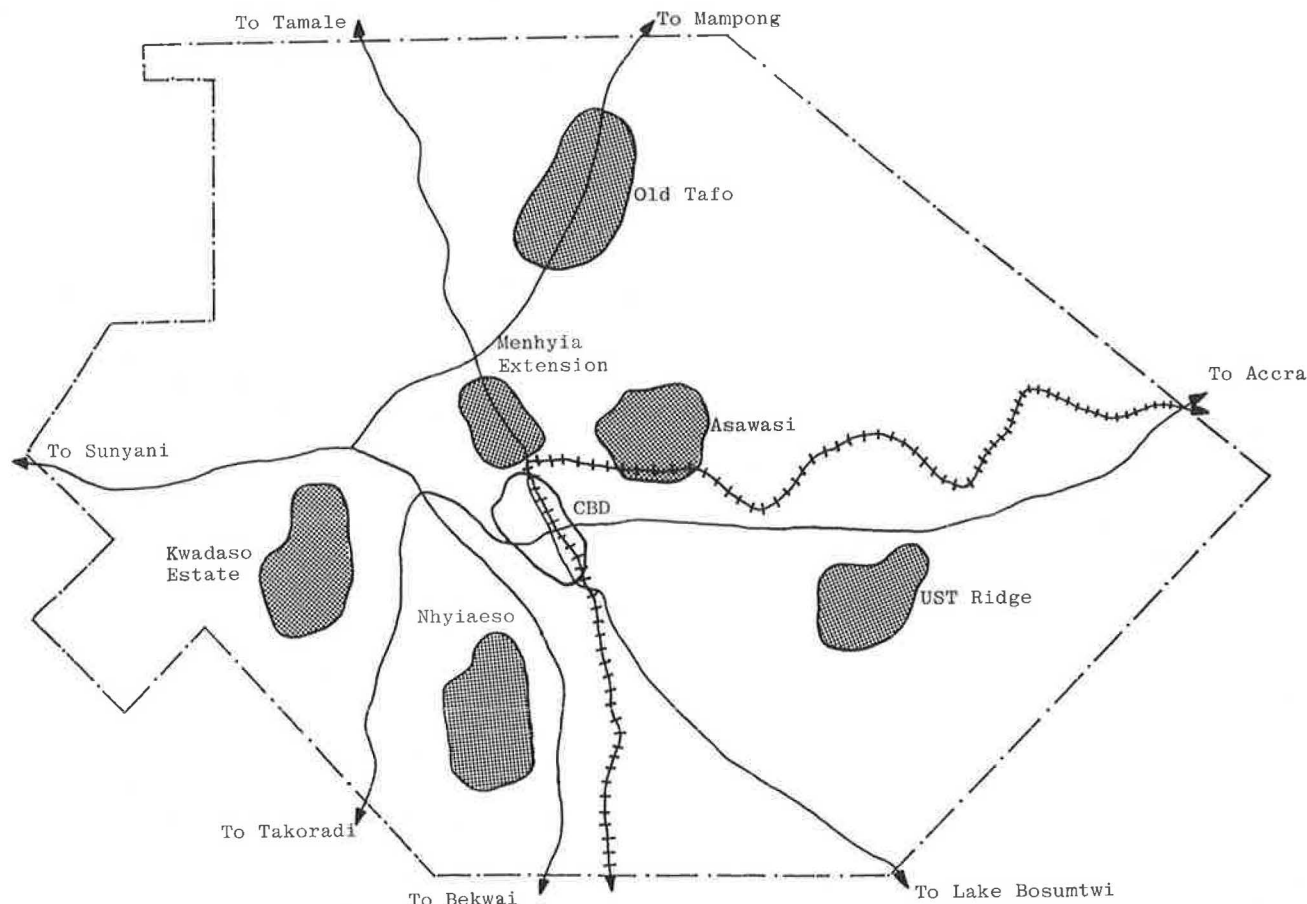 To Tamale
To Mampong
Old Tafo
Menhyia
Extension
To Accra
Asawasi
To Sunyani
CBD
Kwadaso
Estate
UST Ridge
Nhyiaeso
To Takoradi
To Bekwai
To Lake Bosumtwi